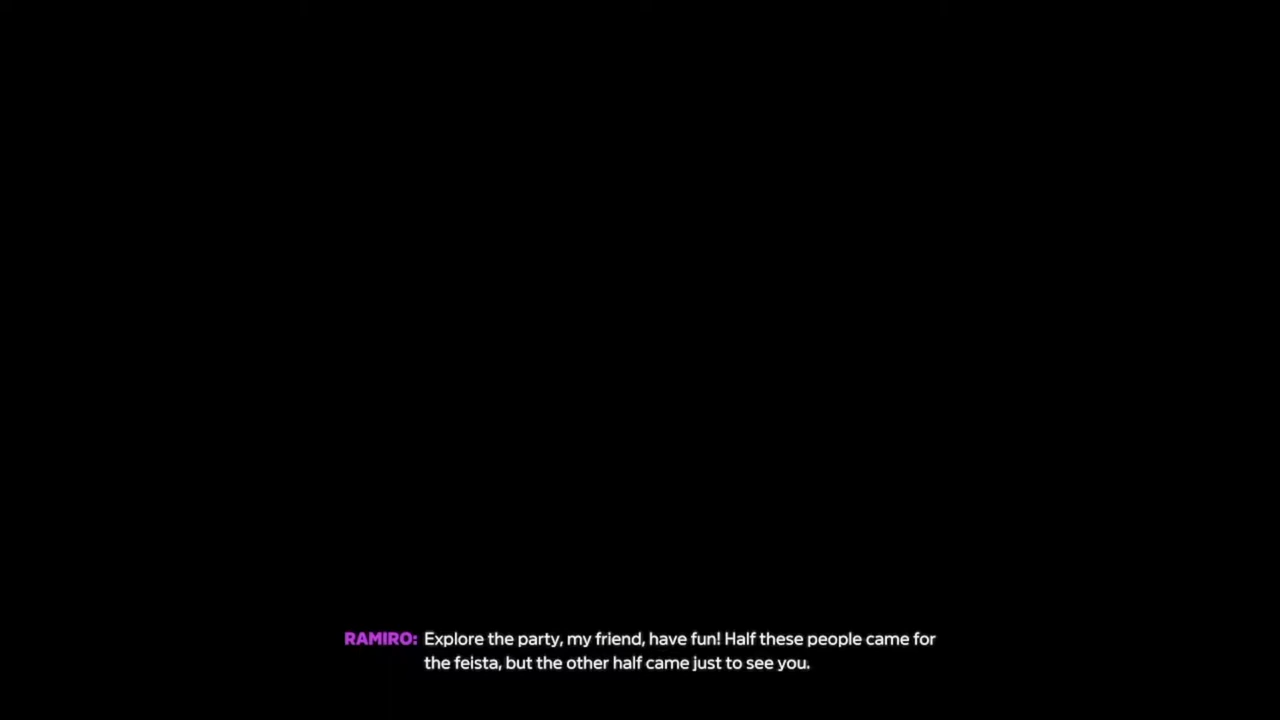 RAMIRO: Explore the party, my friend, have fun! Half these people came for
the feista, but the other half came just to see you.